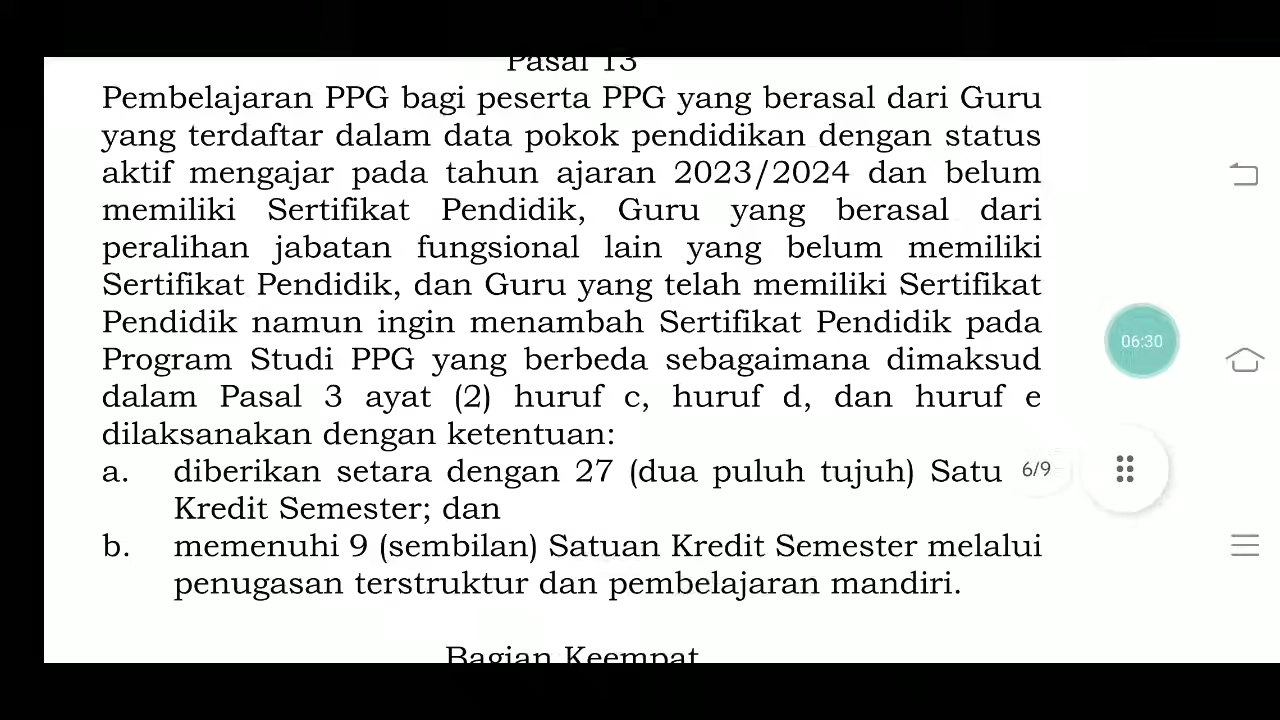 Pasal 13
Pembelajaran PPG bagi peserta PPG yang berasal dari Guru
yang terdaftar dalam data pokok pendidikan dengan status
aktif mengajar pada tahun ajaran 2023/2024 dan belum
memiliki Sertifikat Pendidik, Guru yang berasal dari
peralihan jabatan fungsional lain yang belum memiliki
Sertifikat Pendidik, dan Guru yang telah memiliki Sertifikat
Pendidik namun ingin menambah Sertifikat Pendidik pada
Program Studi PPG yang berbeda sebagaimana dimaksud
dalam Pasal 3 ayat (2) huruf c, huruf d, dan huruf e
dilaksanakan dengan ketentuan:
a. diberikan setara dengan 27 (dua puluh tujuh) Satu
Kredit Semester; dan
b. memenuhi 9 (sembilan) Satuan Kredit Semester melalui
penugasan terstruktur dan pembelajaran mandiri.
Bagian Keempat
06:30
6/9